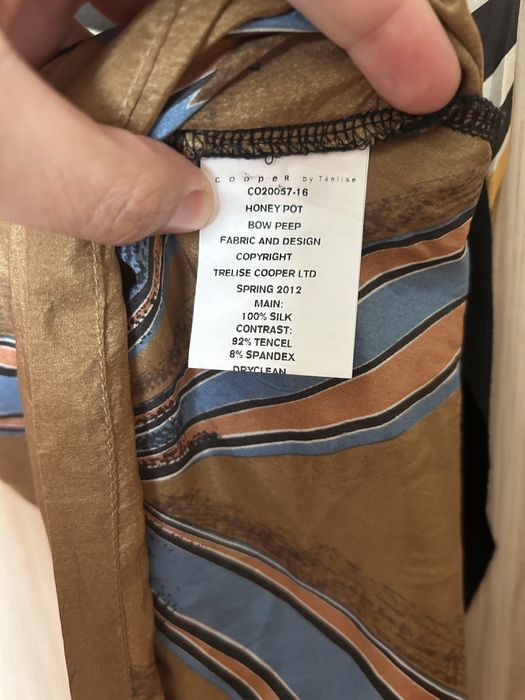 cooper by Trelise
CO20057-16
HONEY POT
BOW PEEP
FABRIC AND DESIGN
COPYRIGHT
TRELISE COOPER LTD
SPRING 2012
MAIN:
100% SILK
CONTRAST:
92% TENCEL
8% SPANDEX
DRYCLEAN